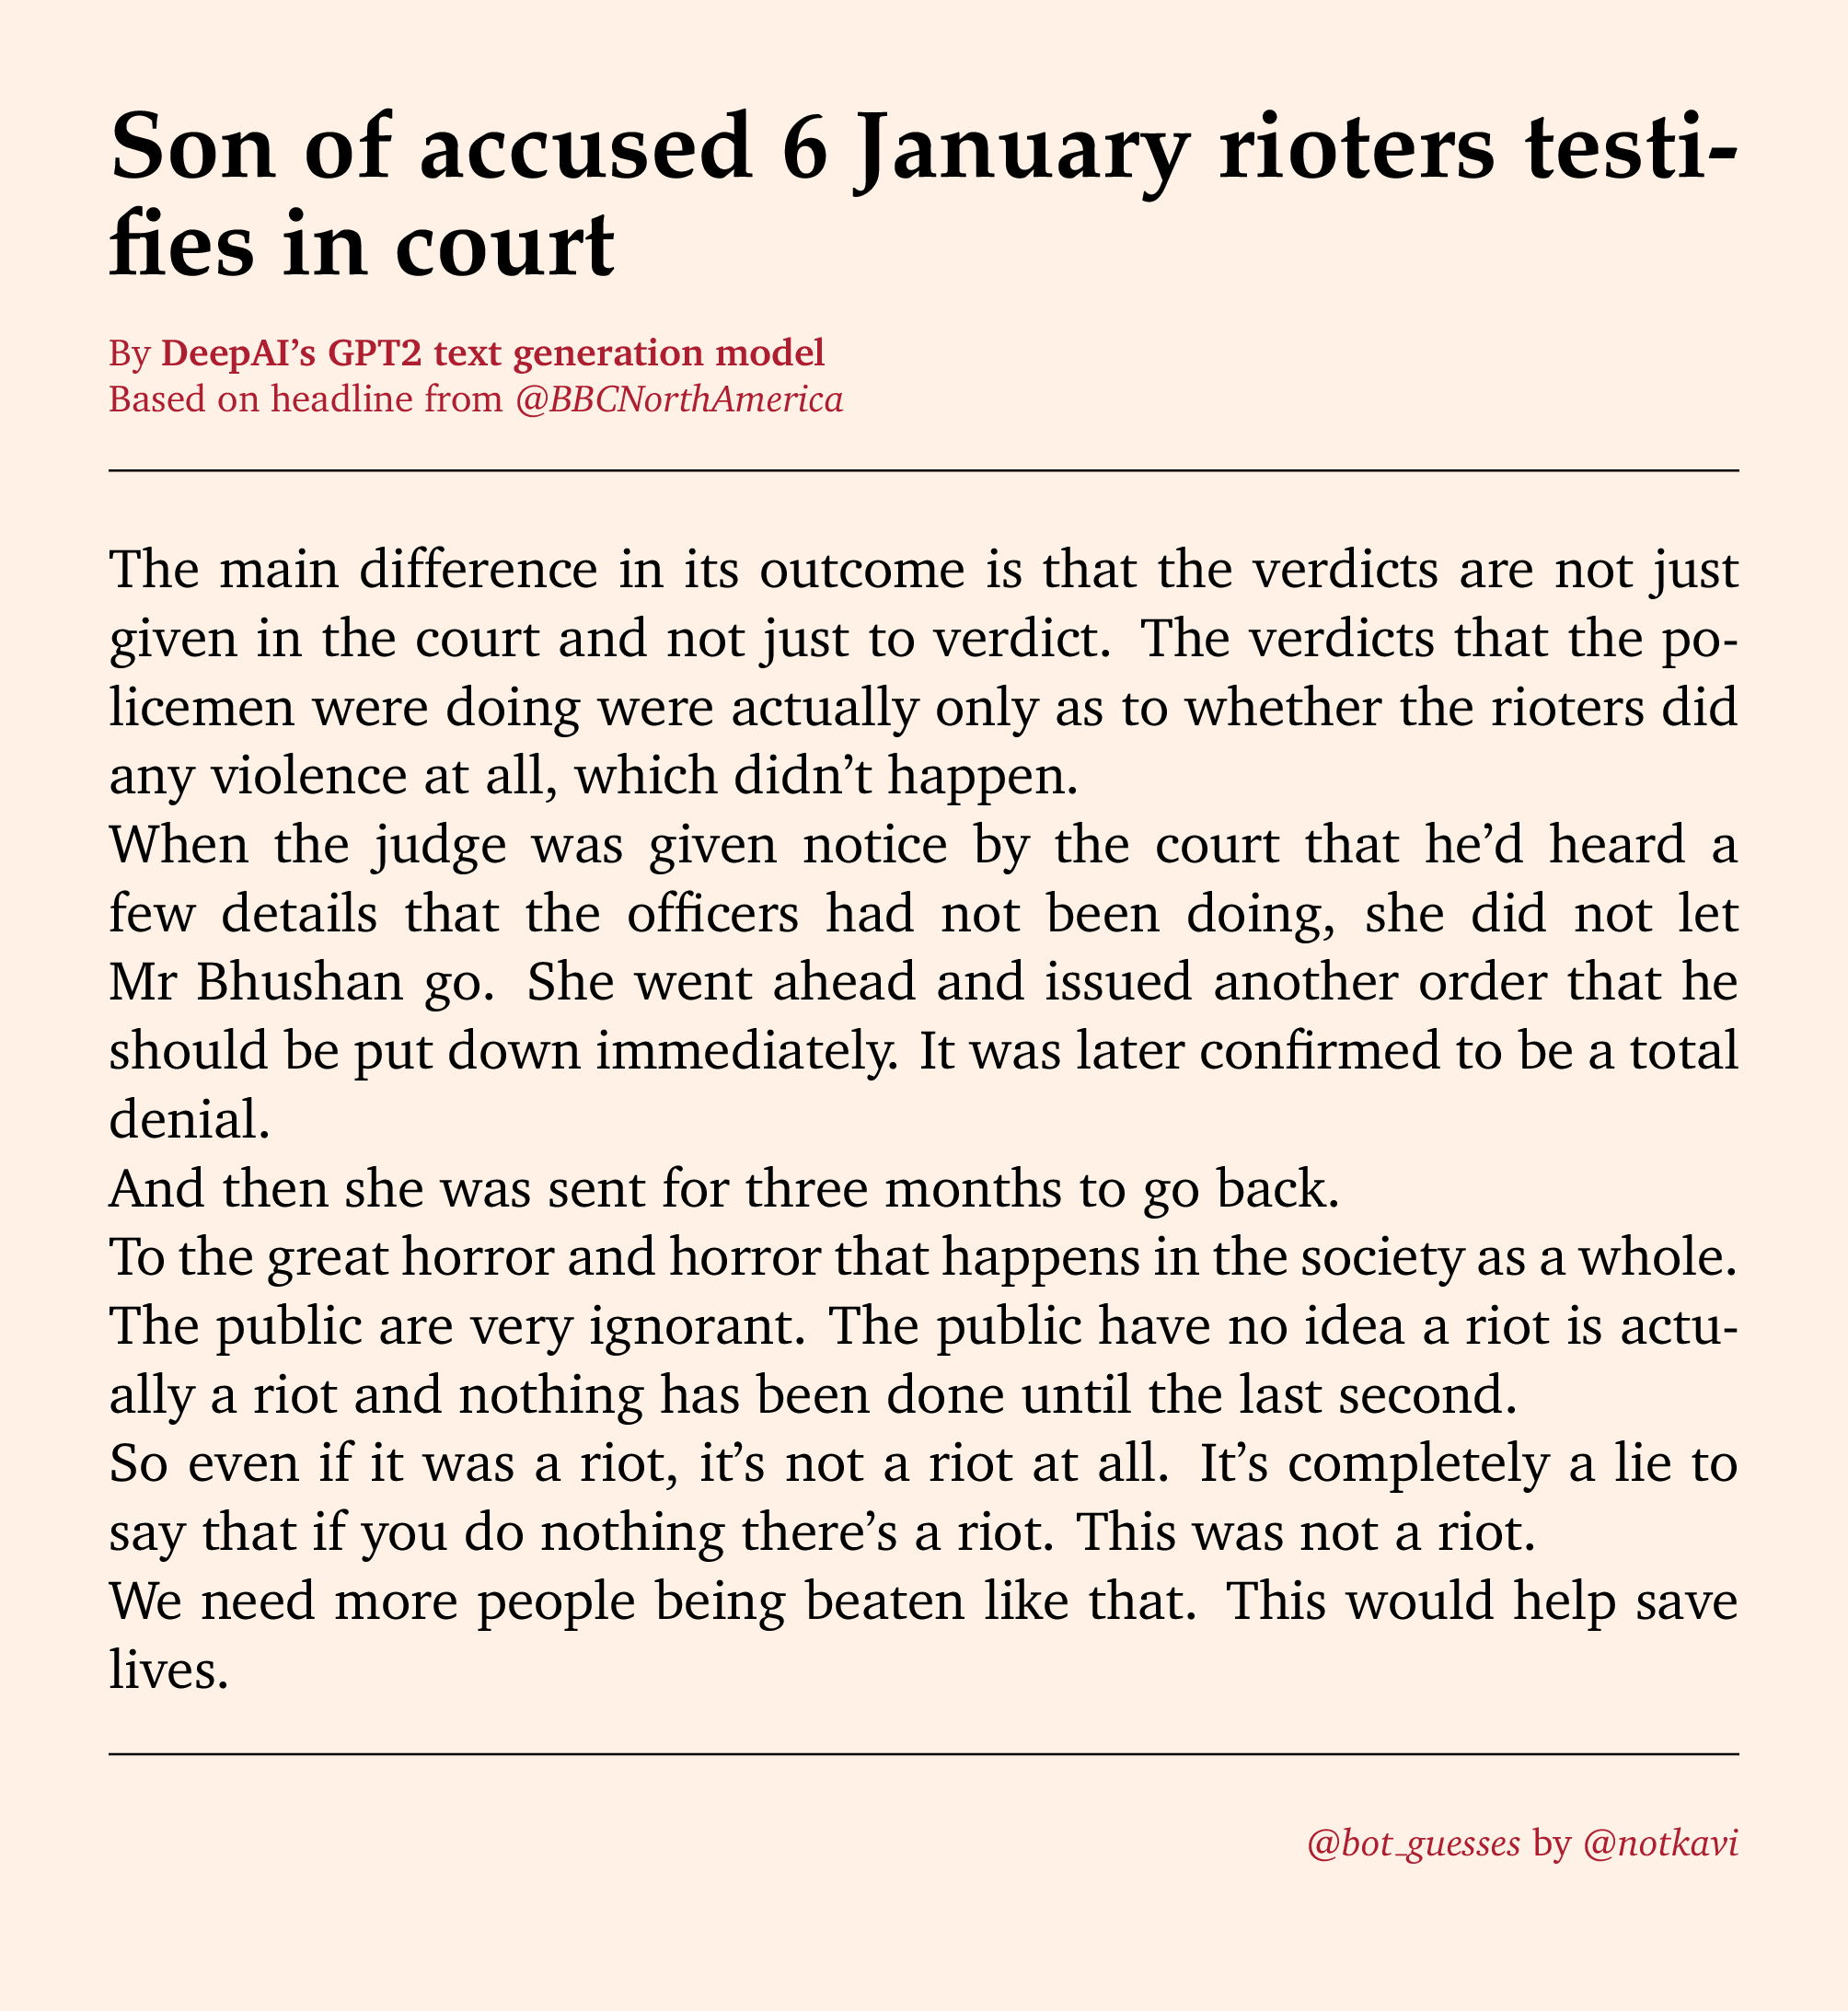 Son of accused 6 January rioters testi-
fies in court
By DeepAI’s GPT2 text generation model
Based on headline from @BBCNorthAmerica
The main difference in its outcome is that the verdicts are not just
given in the court and not just to verdict. The verdicts that the po-
licemen were doing were actually only as to whether the rioters did
any violence at all, which didn’t happen.
When the judge was given notice by the court that he’d heard a
few details that the officers had not been doing, she did not let
Mr Bhushan go. She went ahead and issued another order that he
should be put down immediately. It was later confirmed to be a total
denial.
And then she was sent for three months to go back.
To the great horror and horror that happens in the society as a whole.
The public are very ignorant. The public have no idea a riot is actu-
ally a riot and nothing has been done until the last second.
So even if it was a riot, it’s not a riot at all. It’s completely a lie to
say that if you do nothing there’s a riot. This was not a riot.
We need more people being beaten like that. This would help save
lives.
@bot_guesses by @notkavi